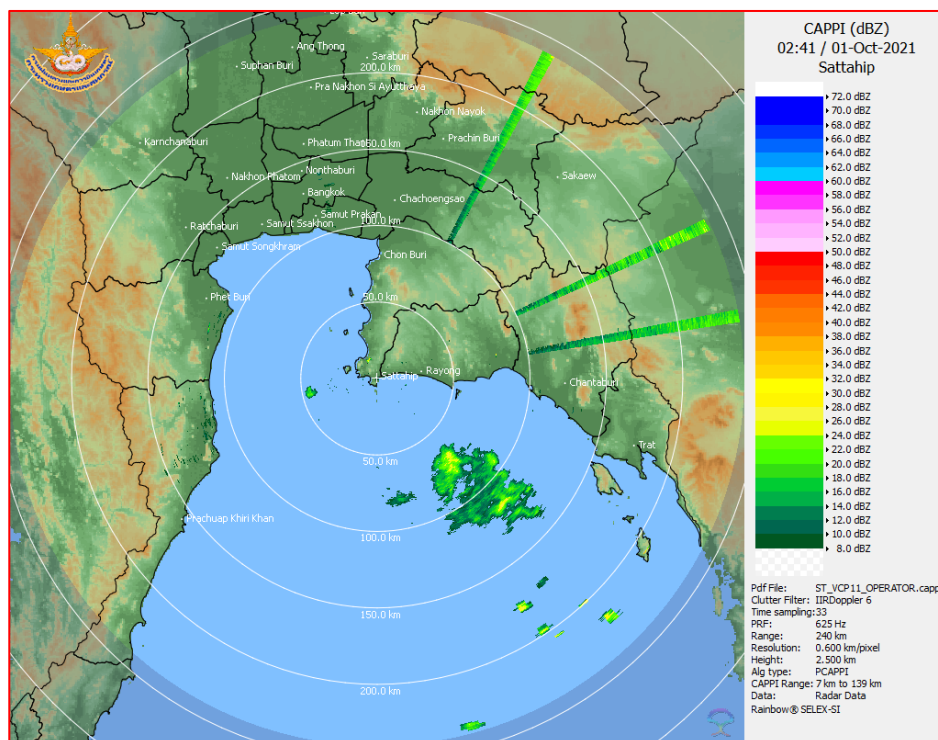 CAPPI (dBZ)
02:41 / 01-Oct-2021
Sattahip
72.0 dBZ
70.0 dBZ
68.0 dBZ
66.0 dBZ
64.0 dBZ
62.0 dBZ
60.0 dBZ
58.0 dBZ
56.0 dBZ
54.0 dBZ
52.0 dBZ
50.0 dBZ
48.0 dBZ
46.0 dBZ
44.0 dBZ
42.0 dBZ
40.0 dBZ
38.0 dBZ
36.0 dBZ
34.0 dBZ
32.0 dBZ
30.0 dBZ
28.0 dBZ
26.0 dBZ
24.0 dBZ
22.0 dBZ
20.0 dBZ
18.0 dBZ
16.0 dBZ
14.0 dBZ
12.0 dBZ
10.0 dBZ
8.0 dBZ
Pdf File: ST_VCP11_OPERATOR.capp
Clutter Filter: IIRDoppler 6
Time sampling: 33
PRF: 625 Hz
Range: 240 km
Resolution: 0.600 km/pixel
Height: 2.500 km
Alg type: PCAPPI
CAPPI Range: 7 km to 139 km
Data: Radar Data
Rainbow® SELEX-SI
Ang Thong
Saraburi
Suphan Buri
200.0 km
Pra Nakhon Si Ayutthaya
Nakhon Nayok
Karnchanaburi
Phatum Thani
150.0 km
Prachin Buri
Nonthaburi
Nakhon Phatom
Sakaew
Bangkok
Chachoengsao
Samut Prakan
100.0 km
Ratchaburi
Samut Ssakhon
Samut Songkhram
Chon Buri
Phet Buri
50.0 km
Sattahip
Rayong
Chantaburi
Trat
50.0 km
Prachuap Khiri Khan
100.0 km
150.0 km
200.0 km